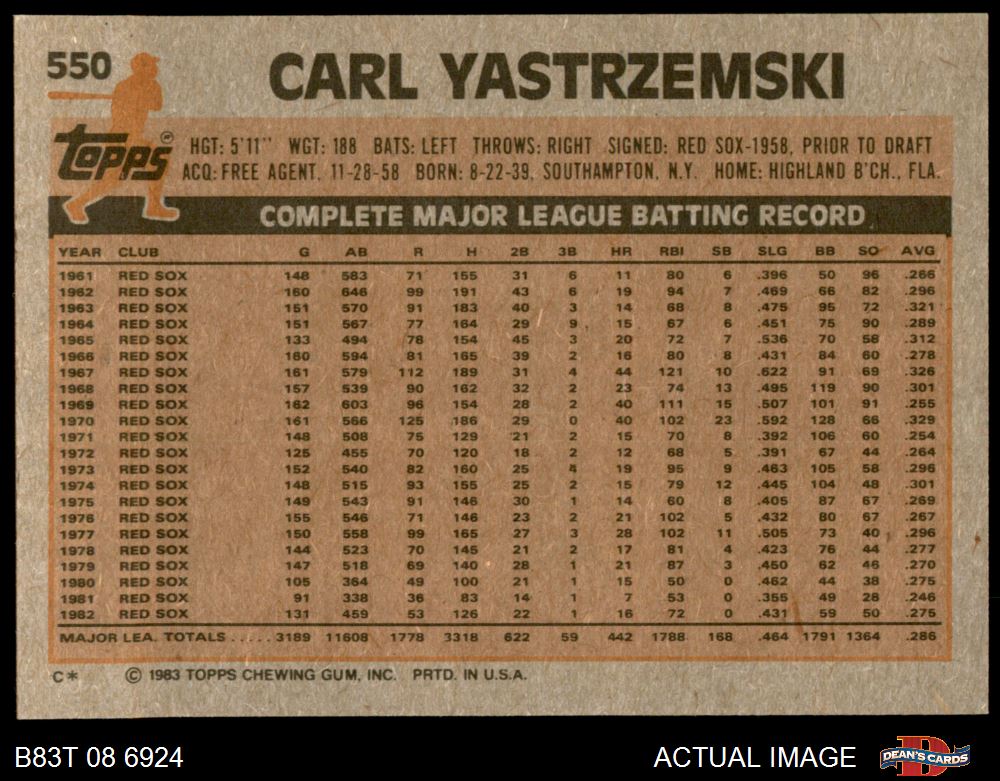 550 CARL YASTRZEMSKI
Topps HGT: 5'11" WGT: 188 BATS: LEFT THROWS: RIGHT SIGNED: RED SOX-1958, PRIOR TO DRAFT
ACQ: FREE AGENT, 11-28-58 BORN: 8-22-39, SOUTHAMPTON, N.Y. HOME: HIGHLAND B'CH., FLA.
COMPLETE MAJOR LEAGUE BATTING RECORD
YEAR CLUB G AB R H 2B 3B HR RBI SB SLG BB SO AVG
1961 RED SOX 148 583 71 155 31 6 11 80 6 .396 50 96 .266
1962 RED SOX 160 646 99 191 43 6 19 94 7 .469 66 82 .296
1963 RED SOX 151 570 91 183 40 3 14 68 8 .475 95 72 .321
1964 RED SOX 151 567 77 164 29 9 15 67 6 .451 75 90 .289
1965 RED SOX 133 494 78 154 45 3 20 72 7 .536 70 58 .312
1966 RED SOX 160 594 81 165 39 2 16 80 8 .431 84 60 .278
1967 RED SOX 161 579 112 189 31 4 44 121 10 .622 91 69 .326
1968 RED SOX 157 539 90 162 32 2 23 74 13 .495 119 90 .301
1969 RED SOX 162 603 96 154 28 2 40 111 15 .507 101 91 .255
1970 RED SOX 161 566 125 186 29 0 40 102 23 .592 128 66 .329
1971 RED SOX 148 508 75 129 21 2 15 70 8 .392 106 60 .254
1972 RED SOX 125 455 70 120 18 2 12 68 5 .391 67 44 .264
1973 RED SOX 152 540 82 160 25 4 19 95 9 .463 105 58 .296
1974 RED SOX 148 515 93 155 25 2 15 79 12 .445 104 48 .301
1975 RED SOX 149 543 91 146 30 1 14 60 8 .405 87 67 .269
1976 RED SOX 155 546 71 146 23 2 21 102 5 .432 80 67 .267
1977 RED SOX 150 558 99 165 27 3 28 102 11 .505 73 40 .296
1978 RED SOX 144 523 70 145 21 2 17 81 4 .423 76 44 .277
1979 RED SOX 147 518 69 140 28 1 21 87 3 .450 62 46 .270
1980 RED SOX 105 364 49 100 21 1 15 50 0 .462 44 38 .275
1981 RED SOX 91 338 36 83 14 1 7 53 0 .355 49 28 .246
1982 RED SOX 131 459 53 126 22 1 16 72 0 .431 59 50 .275
MAJOR LEA. TOTALS ..... 3189 11608 1778 3318 622 59 442 1788 168 .464 1791 1364 .286
C* © 1983 TOPPS CHEWING GUM, INC. PRTD. IN U.S.A.
B83T 08 6924 ACTUAL IMAGE DEAN'S CARDS